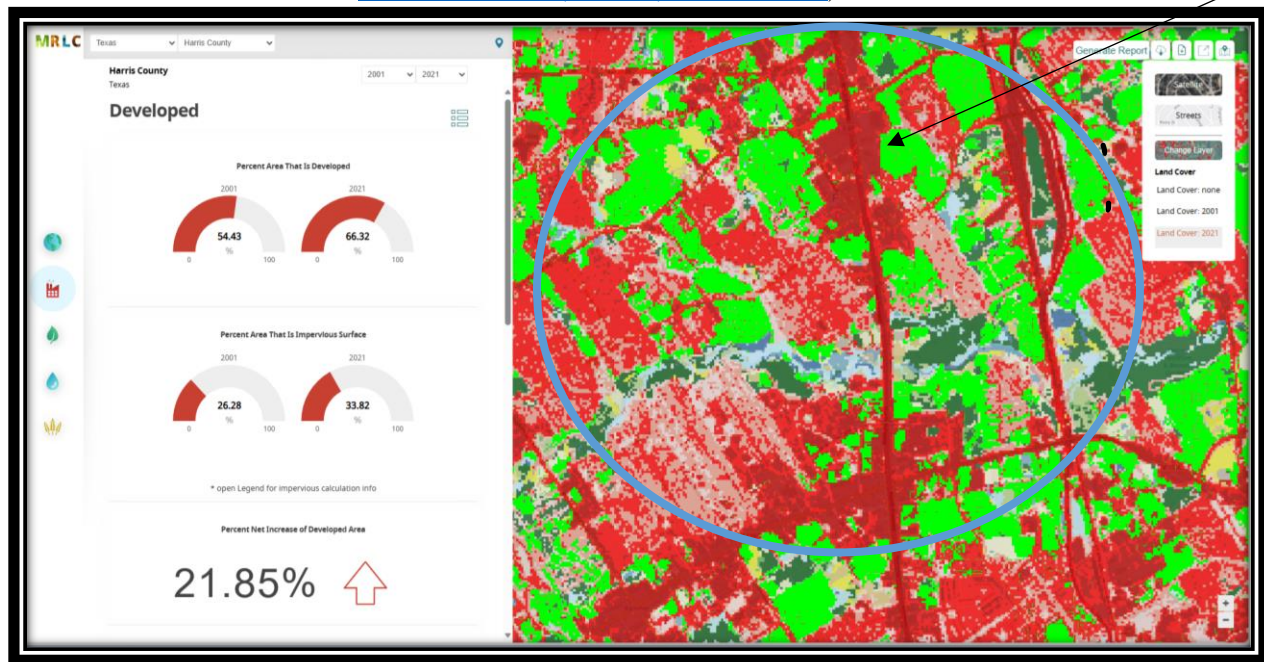 MRLC
Texas
Harris County
Generate Report
Harris County
Texas
2001
2021
Developed
Percent Area That Is Developed
2001
2021
54.43
%
0
100
66.32
%
0
100
Percent Area That Is Impervious Surface
2001
2021
26.28
%
0
100
33.82
%
0
100
* open Legend for impervious calculation info
Percent Net Increase of Developed Area
21.85%
Satellite
Streets
Change Layer
Land Cover
Land Cover: none
Land Cover: 2001
Land Cover: 2021
+
−